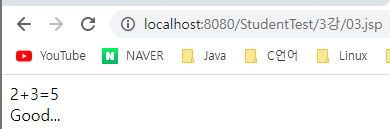 localhost:8080/StudentTest/3강/03.jsp
YouTube NAVER Java C언어 Linux
2+3=5
Good...